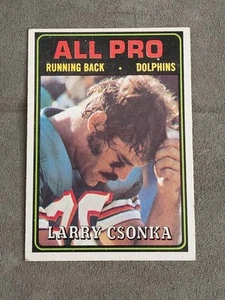 ALL PRO
RUNNING BACK · DOLPHINS
LARRY CSONKA